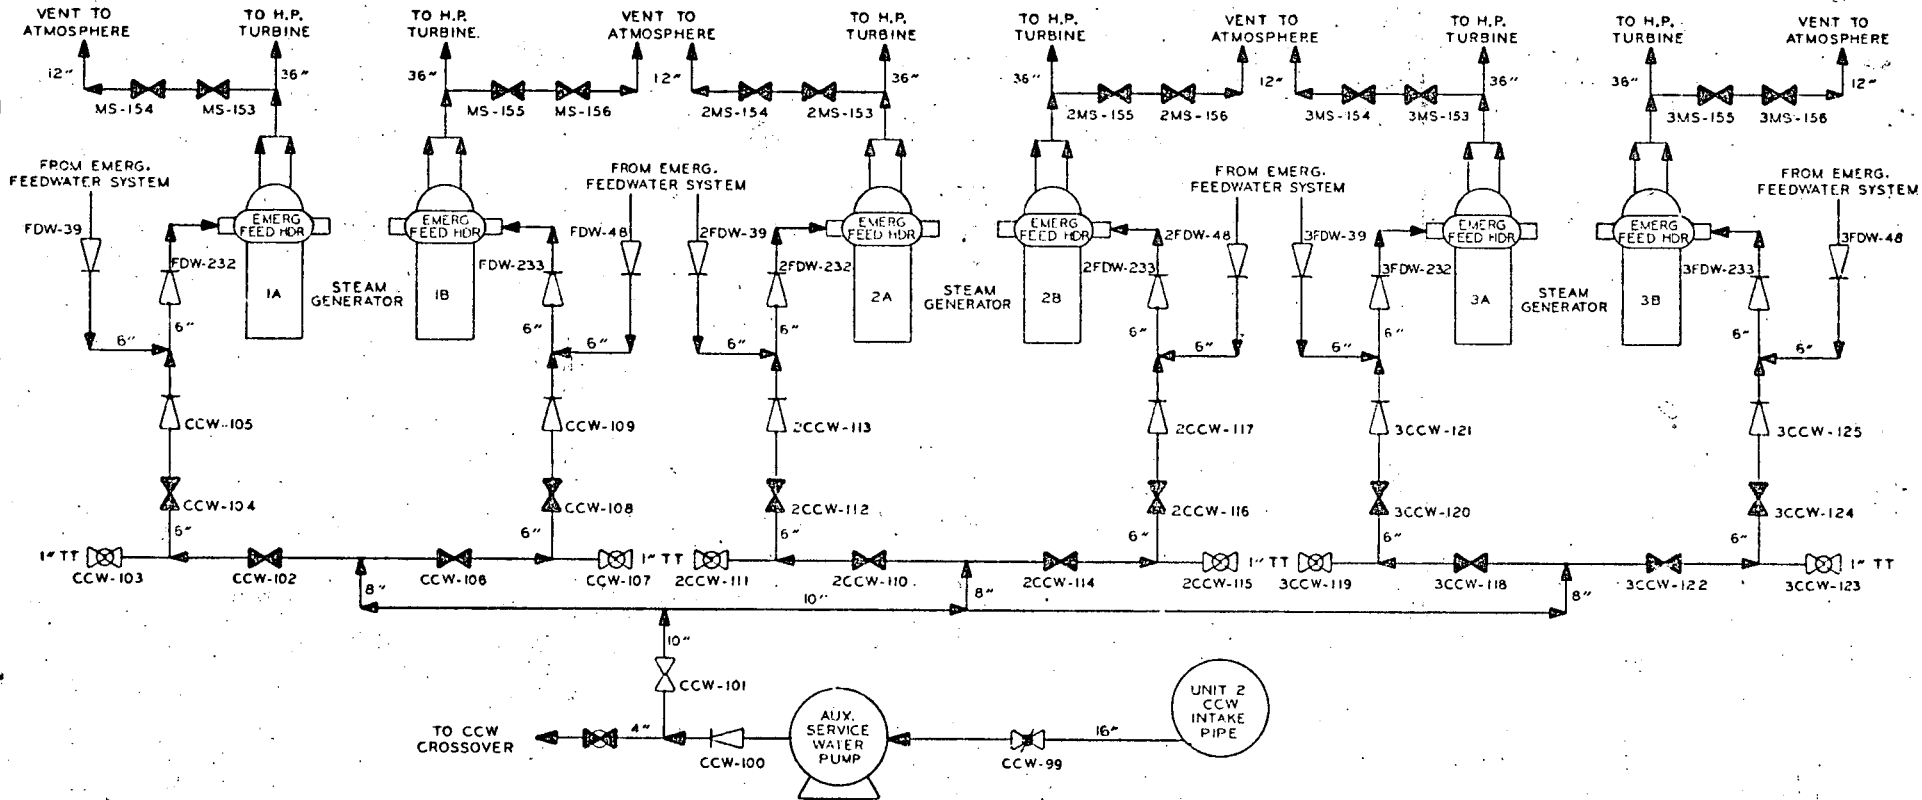 VENT TO
ATMOSPHERE
TO H.P.
TURBINE
TO H.P.
TURBINE.
VENT TO
ATMOSPHERE
TO H.P.
TURBINE
TO H.P.
TURBINE
VENT TO
ATMOSPHERE
TO H.P.
TURBINE
TO H.P.
TURBINE
VENT TO
ATMOSPHERE
12"
36"
36"
12"
36"
36"
12"
36"
36"
12"
MS-154
MS-153
MS-155
MS-156
2MS-154
2MS-153
2MS-155
2MS-156
3MS-154
3MS-153
3MS-155
3MS-156
FROM EMERG.
FEEDWATER SYSTEM
FROM EMERG.
FEEDWATER SYSTEM
FROM EMERG.
FEEDWATER SYSTEM
FROM EMERG.
FEEDWATER SYSTEM
FDW-39
EMERG
FEED HDR
EMERG
FEED HDR
FDW-48
2FDW-39
EMERG
FEED HDR
EMERG
FEED HDR
2FDW-48
3FDW-39
EMERG
FEED HDR
EMERG
FEED HDR
3FDW-48
FDW-232
FDW-233
2FDW-232
2FDW-233
3FDW-232
3FDW-233
1A
STEAM
GENERATOR
1B
2A
STEAM
GENERATOR
2B
3A
STEAM
GENERATOR
3B
6"
6"
6"
6"
6"
6"
6"
6"
6"
6"
6"
6"
CCW-105
CCW-109
2CCW-113
2CCW-117
3CCW-121
3CCW-125
CCW-104
CCW-108
2CCW-112
2CCW-116
3CCW-120
3CCW-124
6"
6"
6"
6"
6"
6"
1" TT
1" TT
1" TT
1" TT
CCW-103
CCW-102
CCW-106
CCW-107
2CCW-111
2CCW-110
2CCW-114
2CCW-115
3CCW-119
3CCW-118
3CCW-122
3CCW-123
8"
10"
8"
8"
10"
CCW-101
TO CCW
CROSSOVER
4"
CCW-100
AUX.
SERVICE
WATER
PUMP
CCW-99
16"
UNIT 2
CCW
INTAKE
PIPE